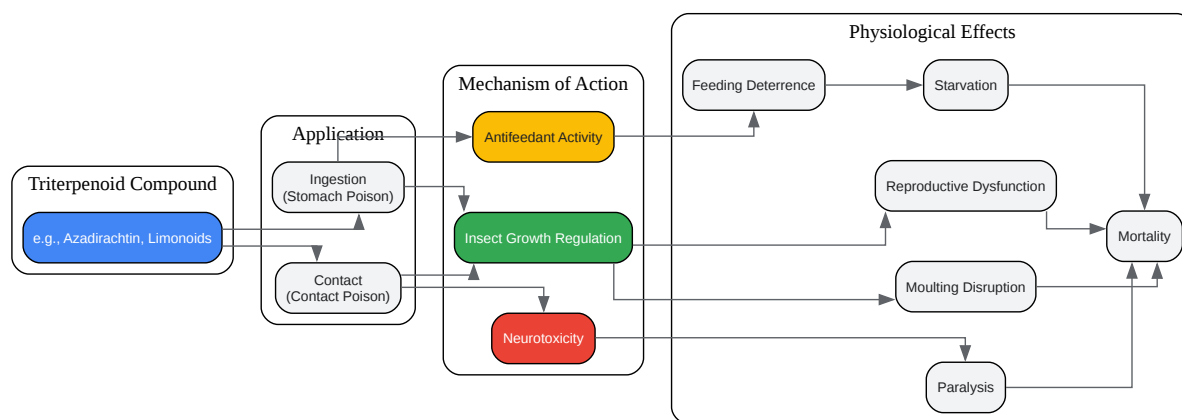 Triterpenoid Compound
e.g., Azadirachtin, Limonoids
Application
Ingestion
(Stomach Poison)
Contact
(Contact Poison)
Mechanism of Action
Antifeedant Activity
Insect Growth Regulation
Neurotoxicity
Physiological Effects
Feeding Deterrence
Starvation
Reproductive Dysfunction
Mortality
Moulting Disruption
Paralysis